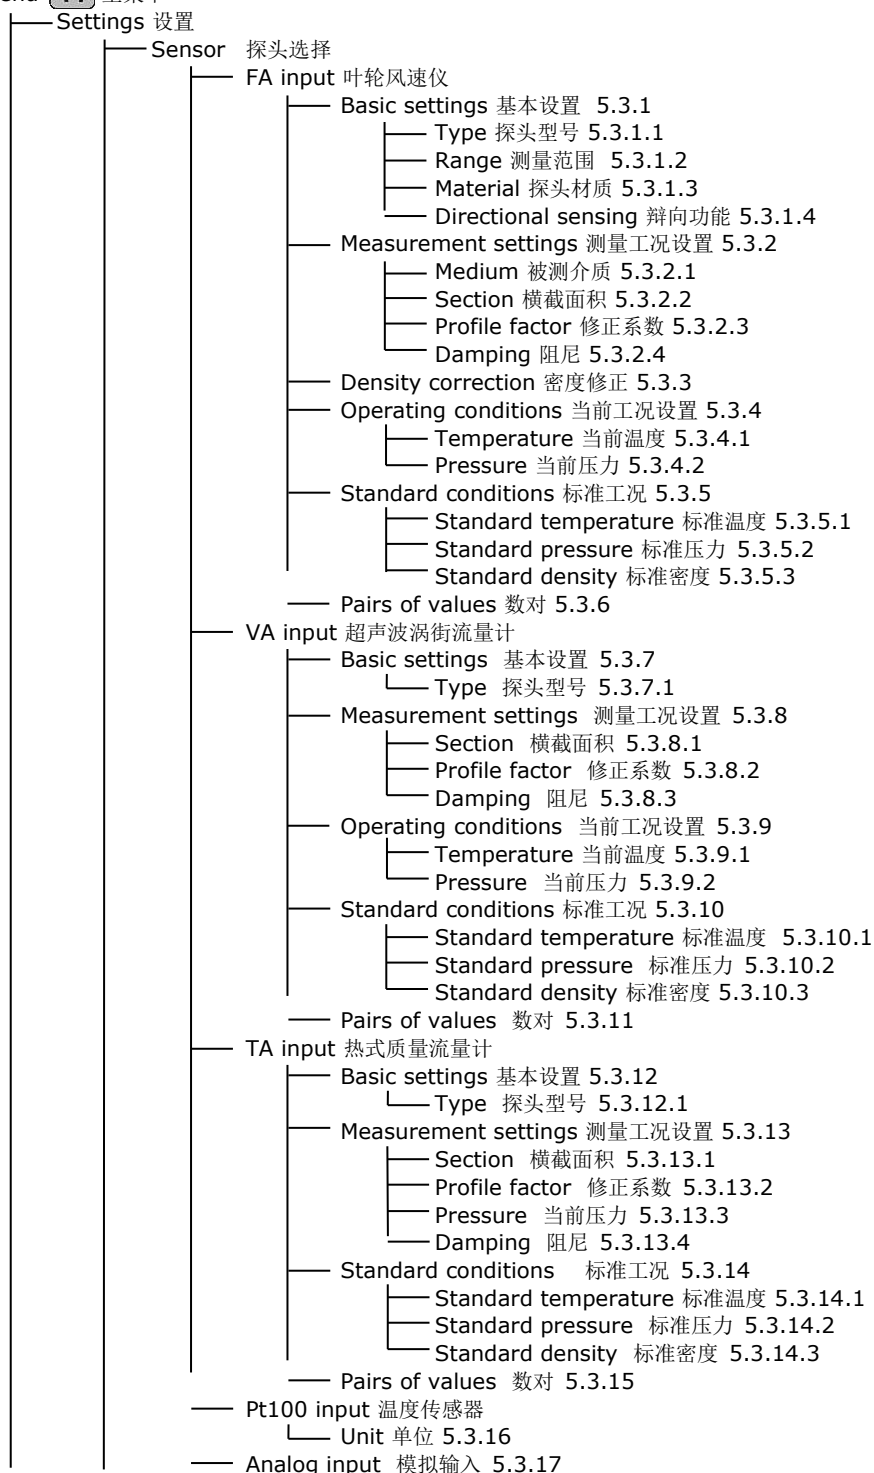 Settings 设置
Sensor 探头选择
FA input 叶轮风速仪
Basic settings 基本设置 5.3.1
Type 探头型号 5.3.1.1
Range 测量范围 5.3.1.2
Material 探头材质 5.3.1.3
Directional sensing 辩向功能 5.3.1.4
Measurement settings 测量工况设置 5.3.2
Medium 被测介质 5.3.2.1
Section 横截面积 5.3.2.2
Profile factor 修正系数 5.3.2.3
Damping 阻尼 5.3.2.4
Density correction 密度修正 5.3.3
Operating conditions 当前工况设置 5.3.4
Temperature 当前温度 5.3.4.1
Pressure 当前压力 5.3.4.2
Standard conditions 标准工况 5.3.5
Standard temperature 标准温度 5.3.5.1
Standard pressure 标准压力 5.3.5.2
Standard density 标准密度 5.3.5.3
Pairs of values 数对 5.3.6
VA input 超声波涡街流量计
Basic settings 基本设置 5.3.7
Type 探头型号 5.3.7.1
Measurement settings 测量工况设置 5.3.8
Section 横截面积 5.3.8.1
Profile factor 修正系数 5.3.8.2
Damping 阻尼 5.3.8.3
Operating conditions 当前工况设置 5.3.9
Temperature 当前温度 5.3.9.1
Pressure 当前压力 5.3.9.2
Standard conditions 标准工况 5.3.10
Standard temperature 标准温度 5.3.10.1
Standard pressure 标准压力 5.3.10.2
Standard density 标准密度 5.3.10.3
Pairs of values 数对 5.3.11
TA input 热式质量流量计
Basic settings 基本设置 5.3.12
Type 探头型号 5.3.12.1
Measurement settings 测量工况设置 5.3.13
Section 横截面积 5.3.13.1
Profile factor 修正系数 5.3.13.2
Pressure 当前压力 5.3.13.3
Damping 阻尼 5.3.13.4
Standard conditions 标准工况 5.3.14
Standard temperature 标准温度 5.3.14.1
Standard pressure 标准压力 5.3.14.2
Standard density 标准密度 5.3.14.3
Pairs of values 数对 5.3.15
Pt100 input 温度传感器
Unit 单位 5.3.16
Analog input 模拟输入 5.3.17